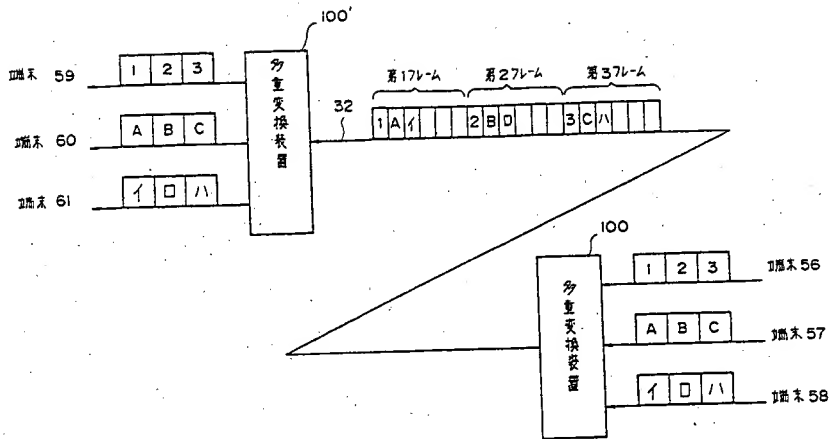 100'
端末 59
1 2 3
端末 60
A B C
端末 61
イ ロ ハ
多重変換装置
32
第1フレーム 第2フレーム 第3フレーム
1 A イ 2 B ロ 3 C ハ
100
多重変換装置
1 2 3
端末 56
A B C
端末 57
イ ロ ハ
端末 58